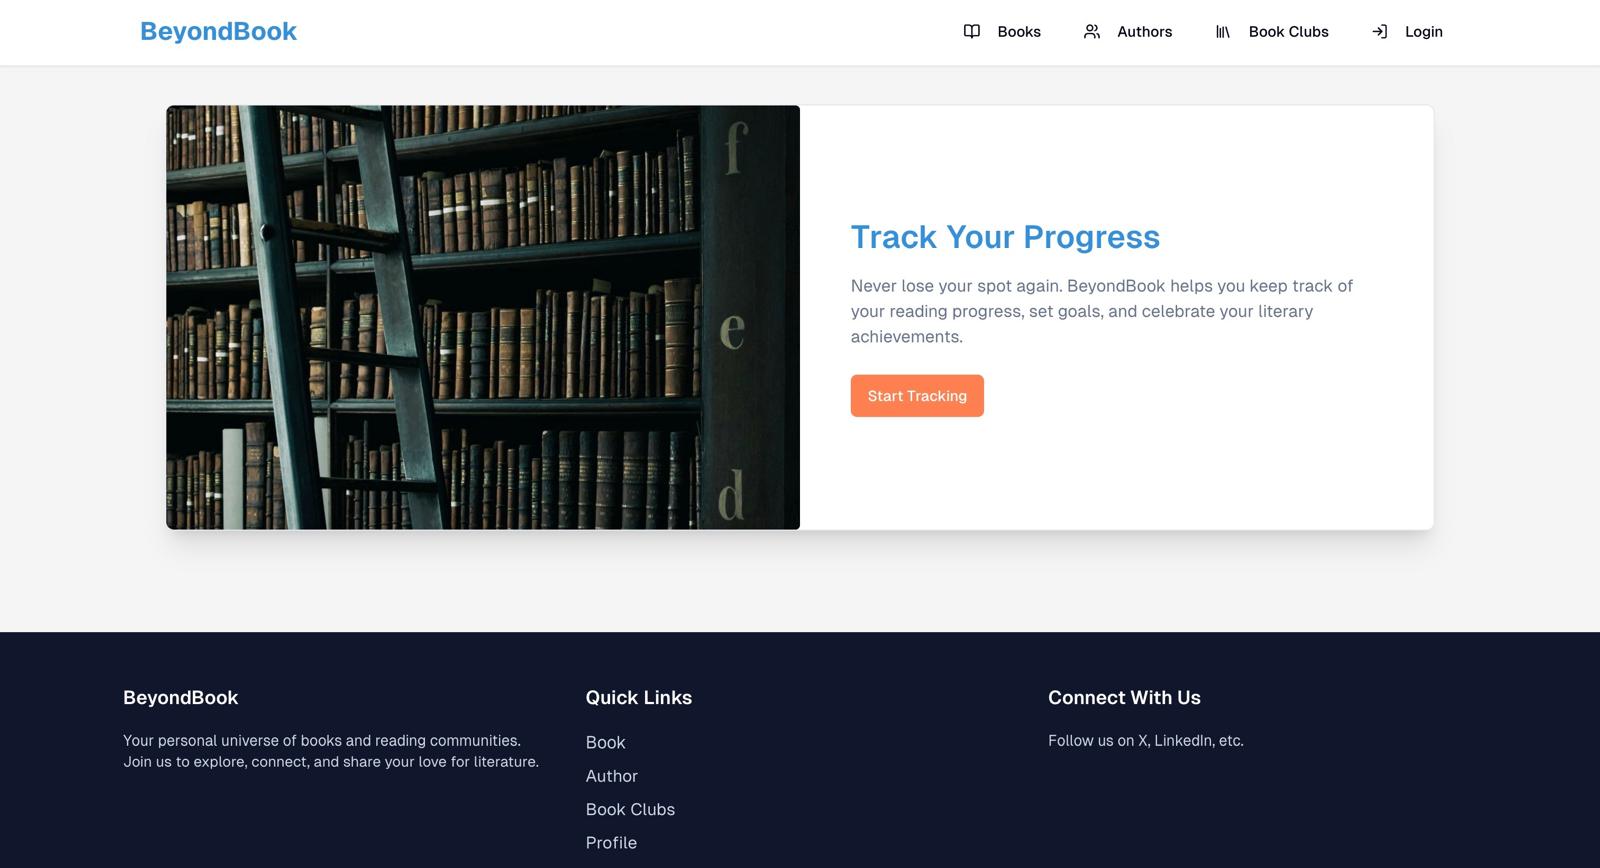 BeyondBook
Books
Authors
Book Clubs
Login
f
e
d
Track Your Progress
Never lose your spot again. BeyondBook helps you keep track of
your reading progress, set goals, and celebrate your literary
achievements.
Start Tracking
BeyondBook
Your personal universe of books and reading communities.
Join us to explore, connect, and share your love for literature.
Quick Links
Book
Author
Book Clubs
Profile
Connect With Us
Follow us on X, LinkedIn, etc.